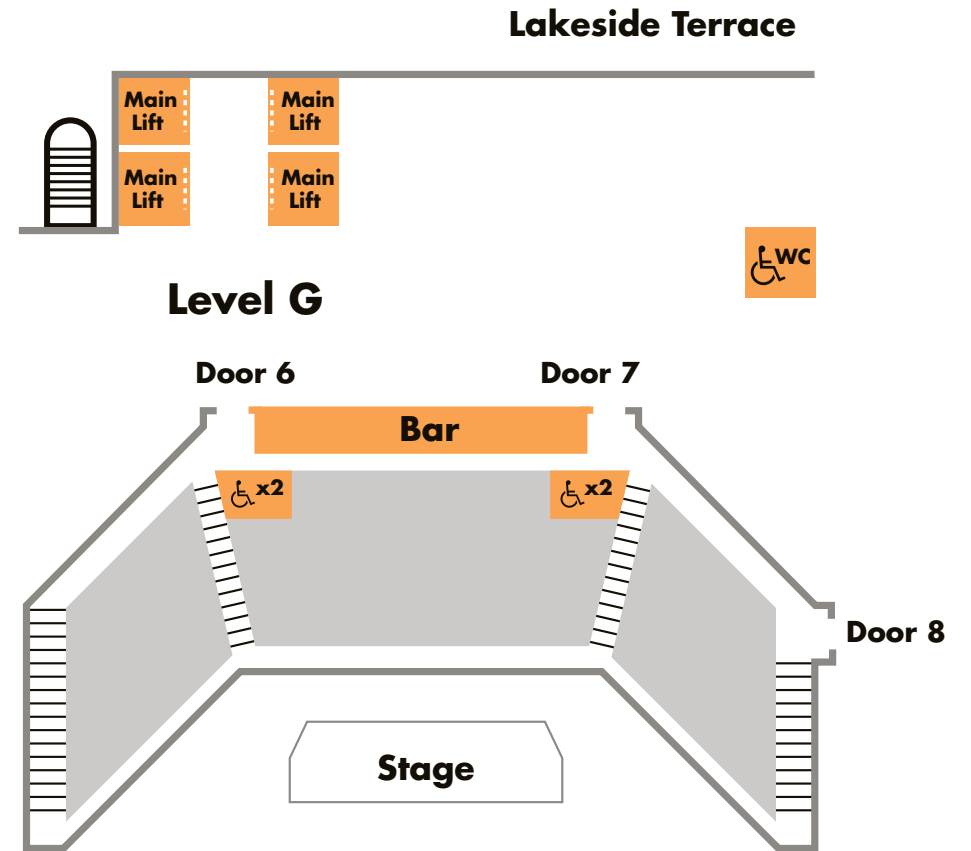 Lakeside Terrace
Main
Lift
Main
Lift
Main
Lift
Main
Lift
WC
Level G
Door 6
Door 7
Bar
x2
x2
Door 8
Stage